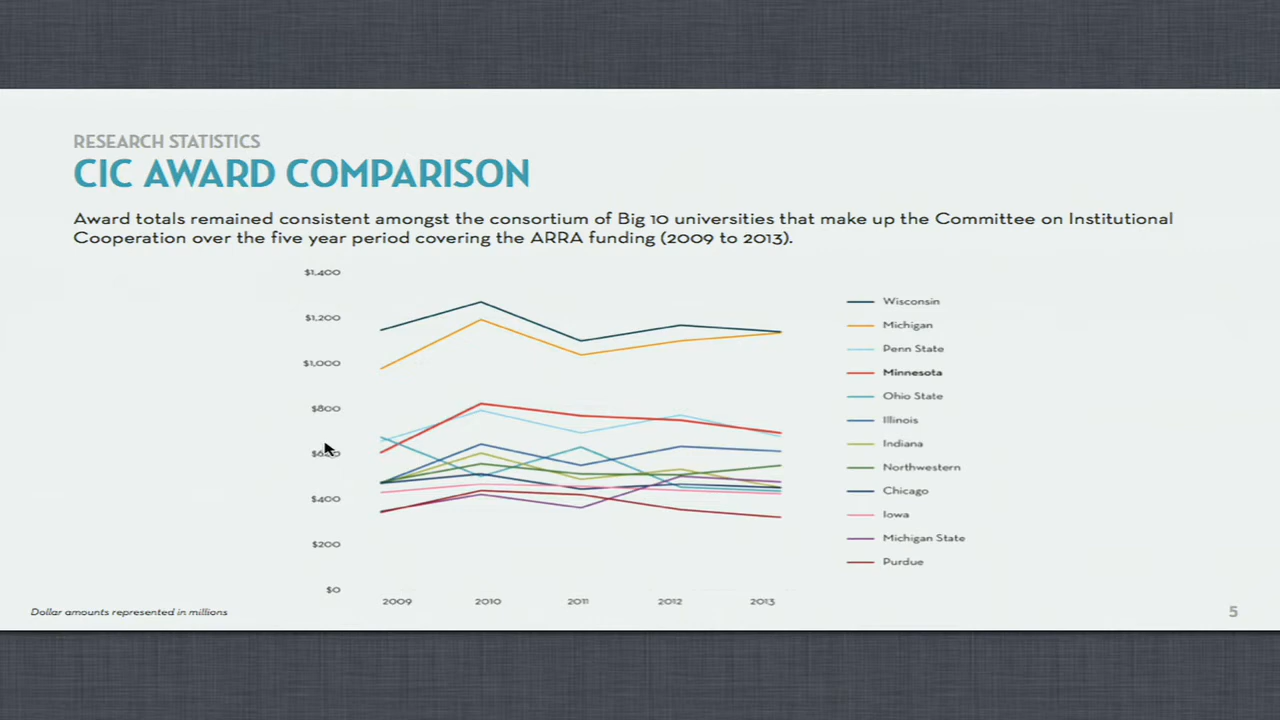 RESEARCH STATISTICS
CIC AWARD COMPARISON
Award totals remained consistent amongst the consortium of Big 10 universities that make up the Committee on Institutional
Cooperation over the five year period covering the ARRA funding (2009 to 2013).
$1,400
$1,200
$1,000
$800
$600
$400
$200
$0
2009 2010 2011 2012 2013
Wisconsin
Michigan
Penn State
Minnesota
Ohio State
Illinois
Indiana
Northwestern
Chicago
Iowa
Michigan State
Purdue
Dollar amounts represented in millions
5